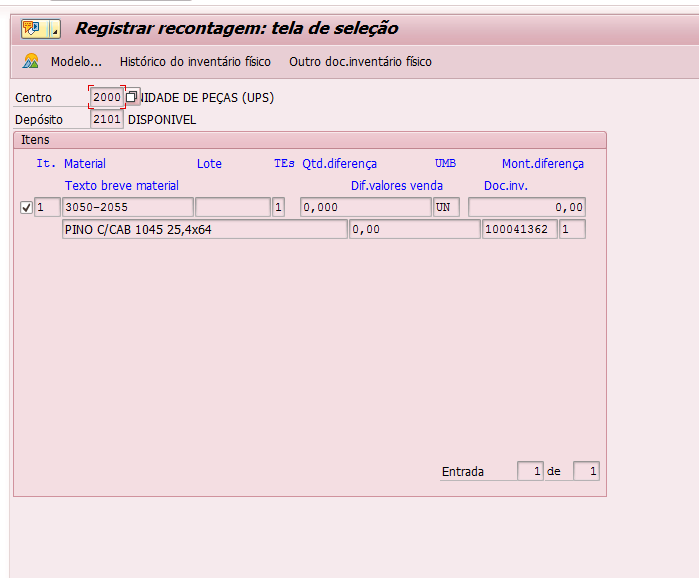 Registrar recontagem: tela de seleção
Modelo... Histórico do inventário físico Outro doc.inventário físico
Centro 2000 NIDADE DE PEÇAS (UPS)
Depósito 2101 DISPONIVEL
Itens
It. Material Lote TEs Qtd.diferença UMB Mont.diferença
Texto breve material Dif.valores venda Doc.inv.
1 3050-2055 1 0,000 UN 0,00
PINO C/CAB 1045 25,4x64 0,00 100041362 1
Entrada 1 de 1